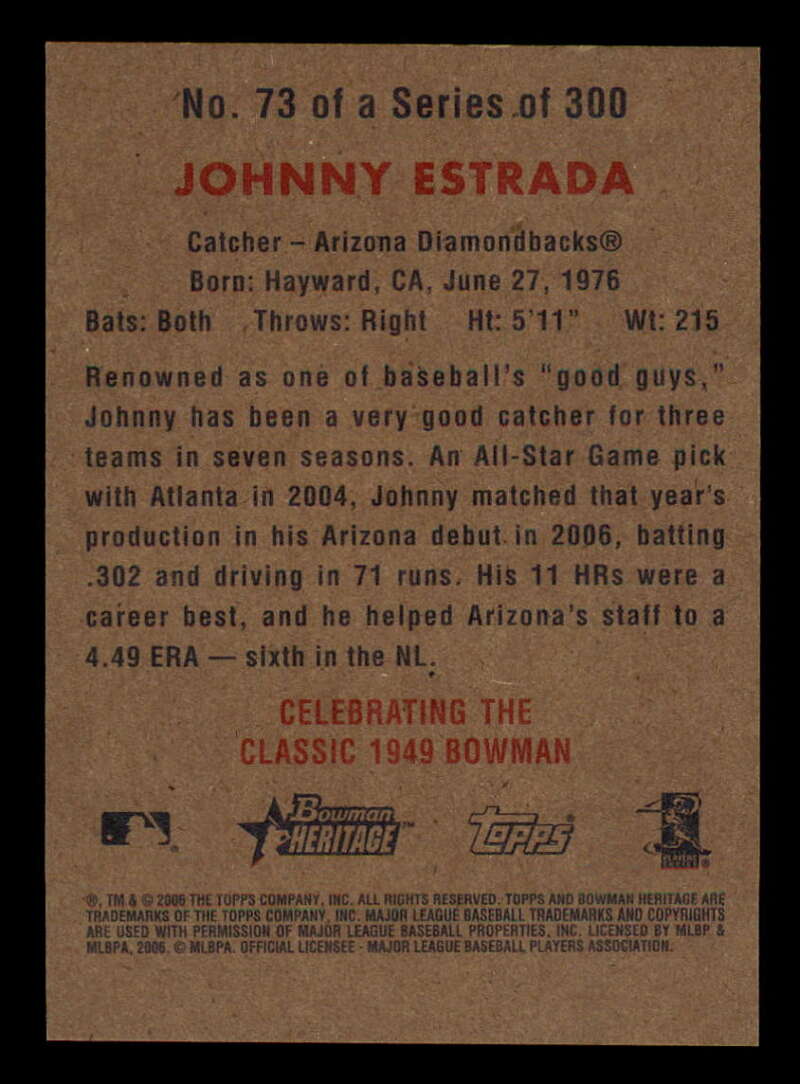 No. 73 of a Series of 300
JOHNNY ESTRADA
Catcher – Arizona Diamondbacks®
Born: Hayward, CA, June 27, 1976
Bats: Both Throws: Right Ht: 5'11" Wt: 215
Renowned as one of baseball's "good guys,"
Johnny has been a very good catcher for three
teams in seven seasons. An All-Star Game pick
with Atlanta in 2004, Johnny matched that year's
production in his Arizona debut in 2006, batting
.302 and driving in 71 runs. His 11 HRs were a
career best, and he helped Arizona's staff to a
4.49 ERA — sixth in the NL.
CELEBRATING THE
CLASSIC 1949 BOWMAN
Bowman
HERITAGE™
Topps®
®, TM & © 2006 THE TOPPS COMPANY, INC. ALL RIGHTS RESERVED. TOPPS AND BOWMAN HERITAGE ARE
TRADEMARKS OF THE TOPPS COMPANY, INC. MAJOR LEAGUE BASEBALL TRADEMARKS AND COPYRIGHTS
ARE USED WITH PERMISSION OF MAJOR LEAGUE BASEBALL PROPERTIES, INC. LICENSED BY MLBP &
MLBPA, 2006. © MLBPA. OFFICIAL LICENSEE - MAJOR LEAGUE BASEBALL PLAYERS ASSOCIATION.